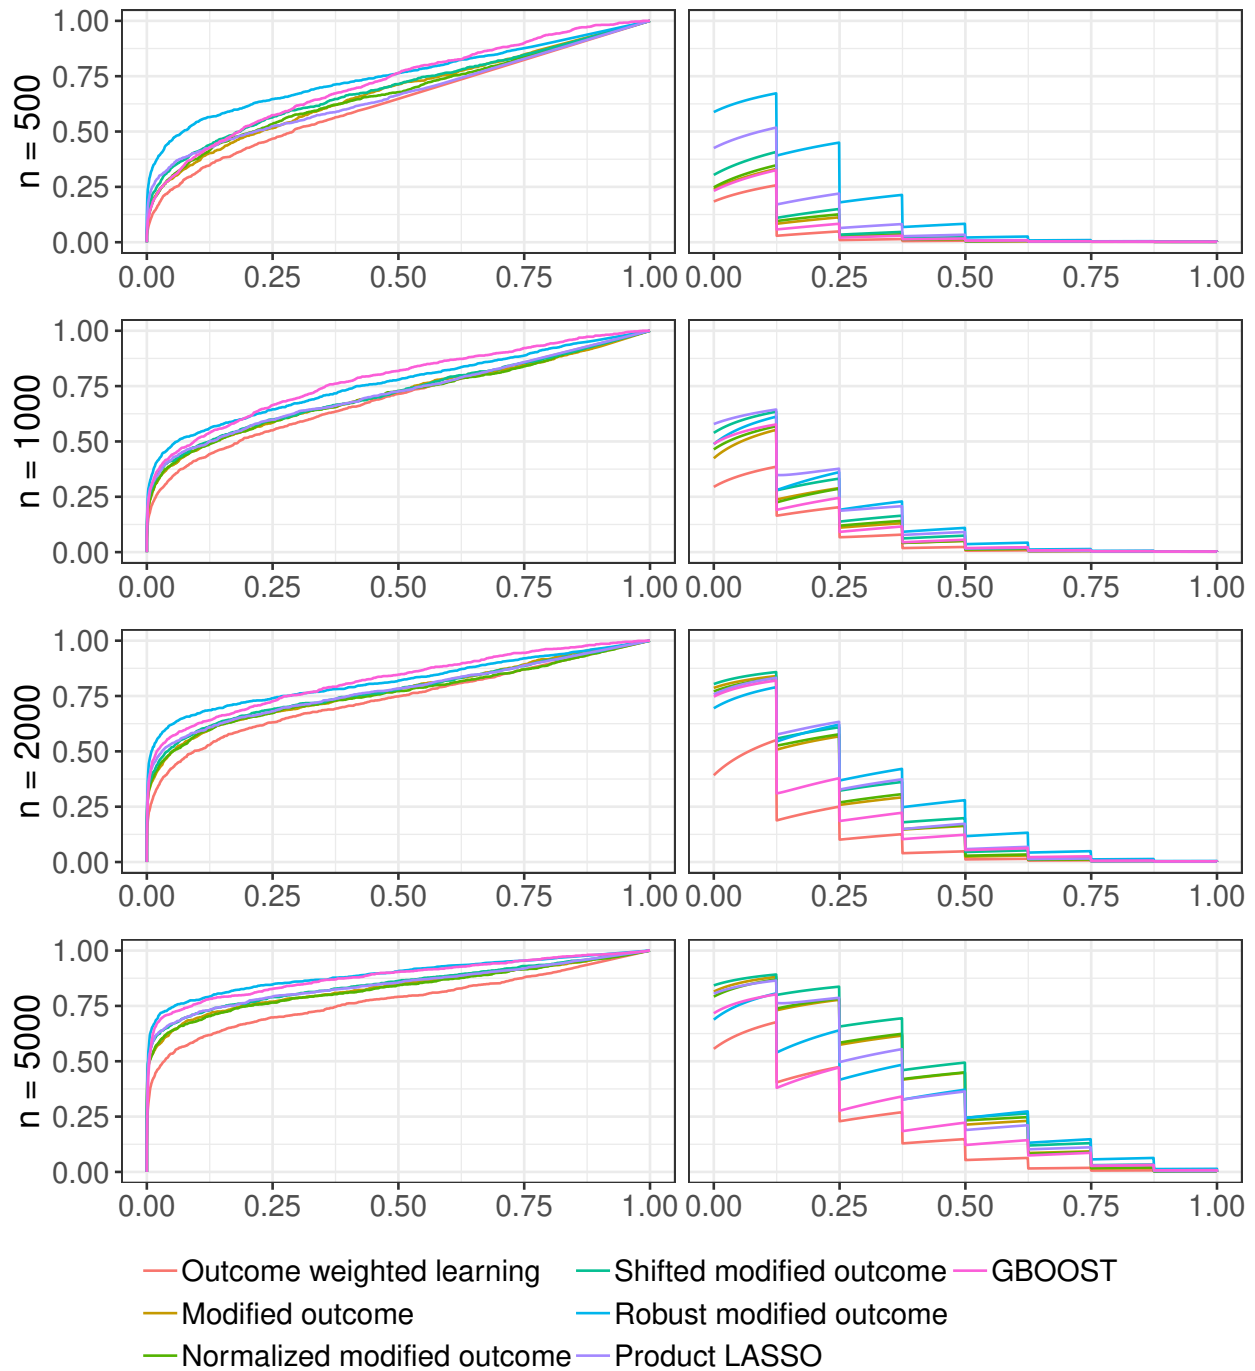 n = 500
1.00
0.75
0.50
0.25
0.00
0.00 0.25 0.50 0.75 1.00 0.00 0.25 0.50 0.75 1.00
n = 1000
1.00
0.75
0.50
0.25
0.00
0.00 0.25 0.50 0.75 1.00 0.00 0.25 0.50 0.75 1.00
n = 2000
1.00
0.75
0.50
0.25
0.00
0.00 0.25 0.50 0.75 1.00 0.00 0.25 0.50 0.75 1.00
n = 5000
1.00
0.75
0.50
0.25
0.00
0.00 0.25 0.50 0.75 1.00 0.00 0.25 0.50 0.75 1.00
Outcome weighted learning Shifted modified outcome GBOOST
Modified outcome Robust modified outcome
Normalized modified outcome Product LASSO